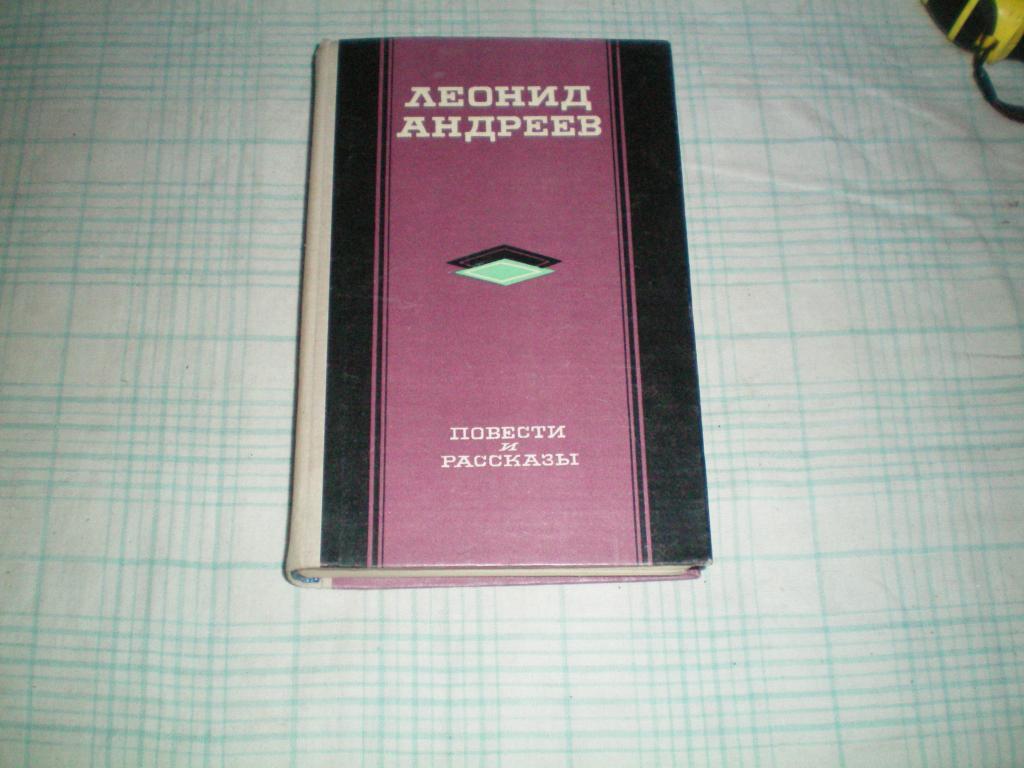 ЛЕОНИД
АНДРЕЕВ
ПОВЕСТИ
И
РАССКАЗЫ